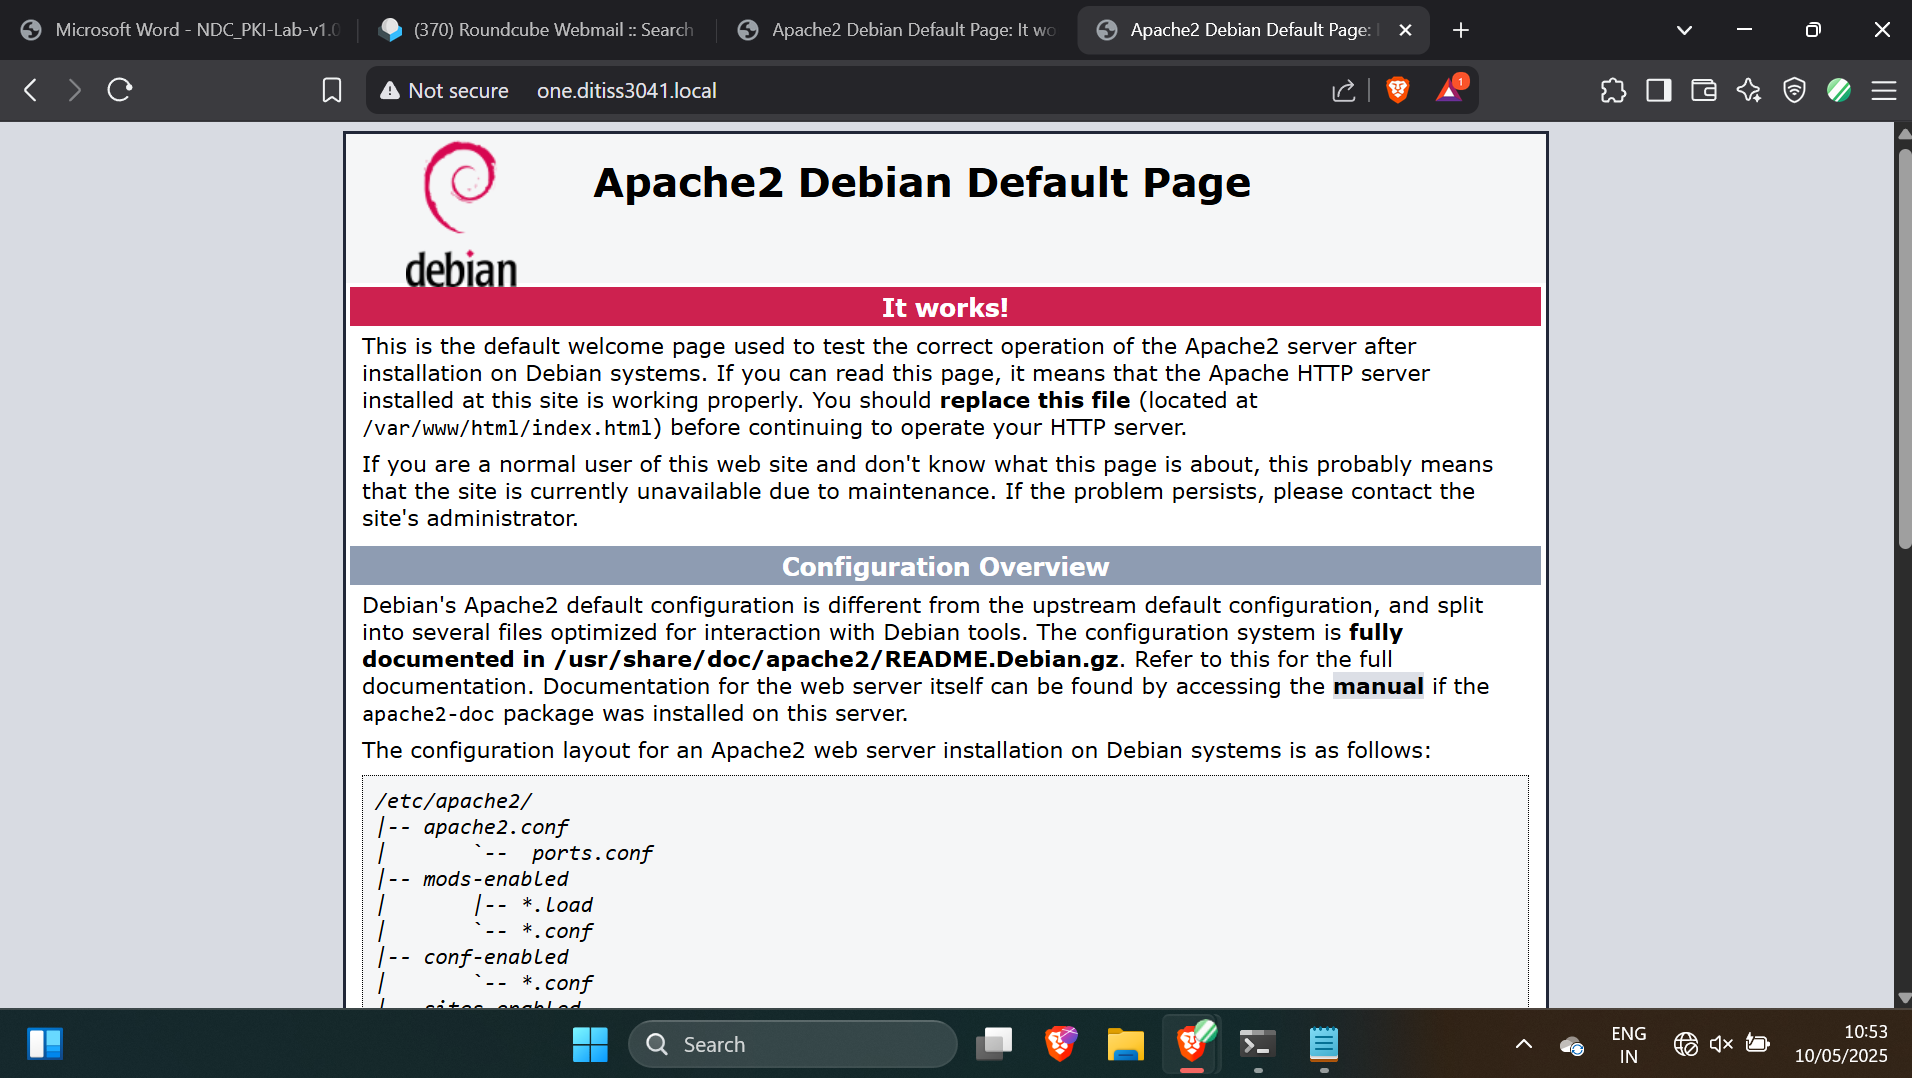 Microsoft Word - NDC_PKI-Lab-v1.0
(370) Roundcube Webmail :: Search
Apache2 Debian Default Page: It wo
Apache2 Debian Default Page: I
Not secure one.ditiss3041.local
1
debian
Apache2 Debian Default Page
It works!
This is the default welcome page used to test the correct operation of the Apache2 server after
installation on Debian systems. If you can read this page, it means that the Apache HTTP server
installed at this site is working properly. You should replace this file (located at
/var/www/html/index.html) before continuing to operate your HTTP server.
If you are a normal user of this web site and don't know what this page is about, this probably means
that the site is currently unavailable due to maintenance. If the problem persists, please contact the
site's administrator.
Configuration Overview
Debian's Apache2 default configuration is different from the upstream default configuration, and split
into several files optimized for interaction with Debian tools. The configuration system is fully
documented in /usr/share/doc/apache2/README.Debian.gz. Refer to this for the full
documentation. Documentation for the web server itself can be found by accessing the manual if the
apache2-doc package was installed on this server.
The configuration layout for an Apache2 web server installation on Debian systems is as follows:
/etc/apache2/
|-- apache2.conf
|       `--  ports.conf
|-- mods-enabled
|       |-- *.load
|       `-- *.conf
|-- conf-enabled
|       `-- *.conf
|-- sites-enabled
Search
ENG
IN
10:53
10/05/2025